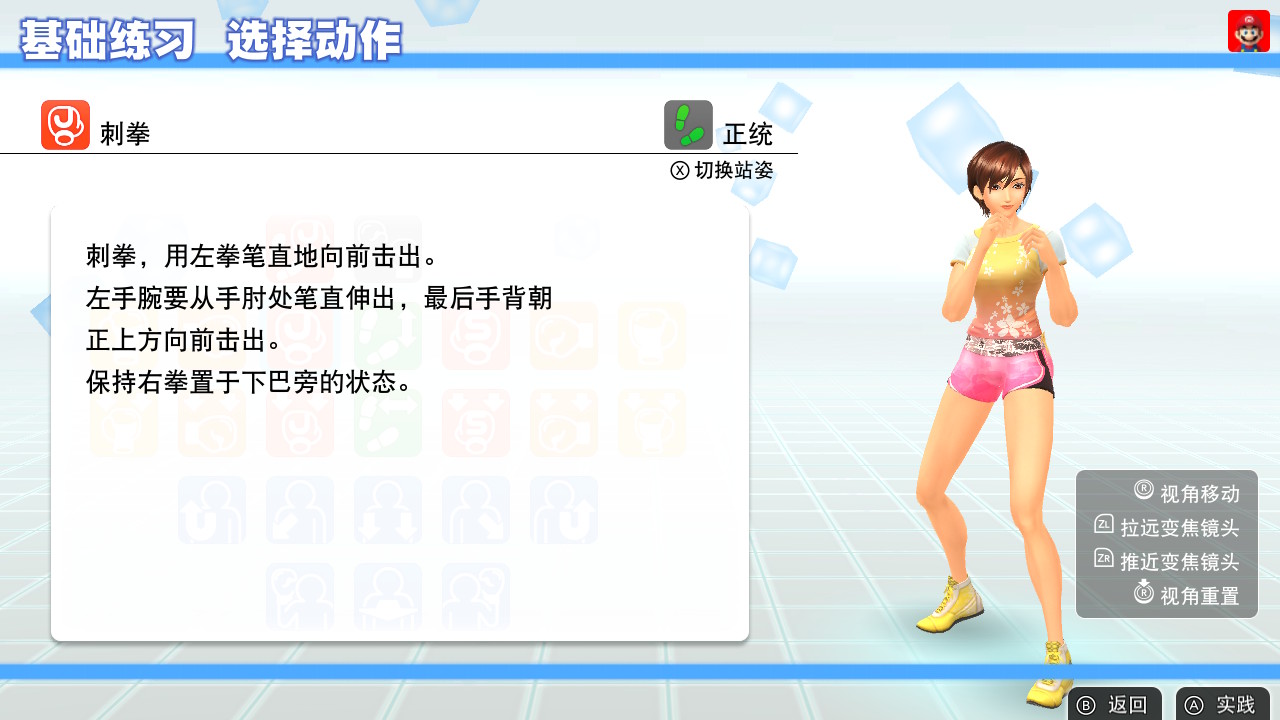 基础练习 选择动作
刺拳
正统
Ⓧ切换站姿
刺拳，用左拳笔直地向前击出。
左手腕要从手肘处笔直伸出，最后手背朝
正上方向前击出。
保持右拳置于下巴旁的状态。
Ⓡ 视角移动
ZL 拉远变焦镜头
ZR 推近变焦镜头
Ⓡ 视角重置
Ⓑ 返回
Ⓐ 实践